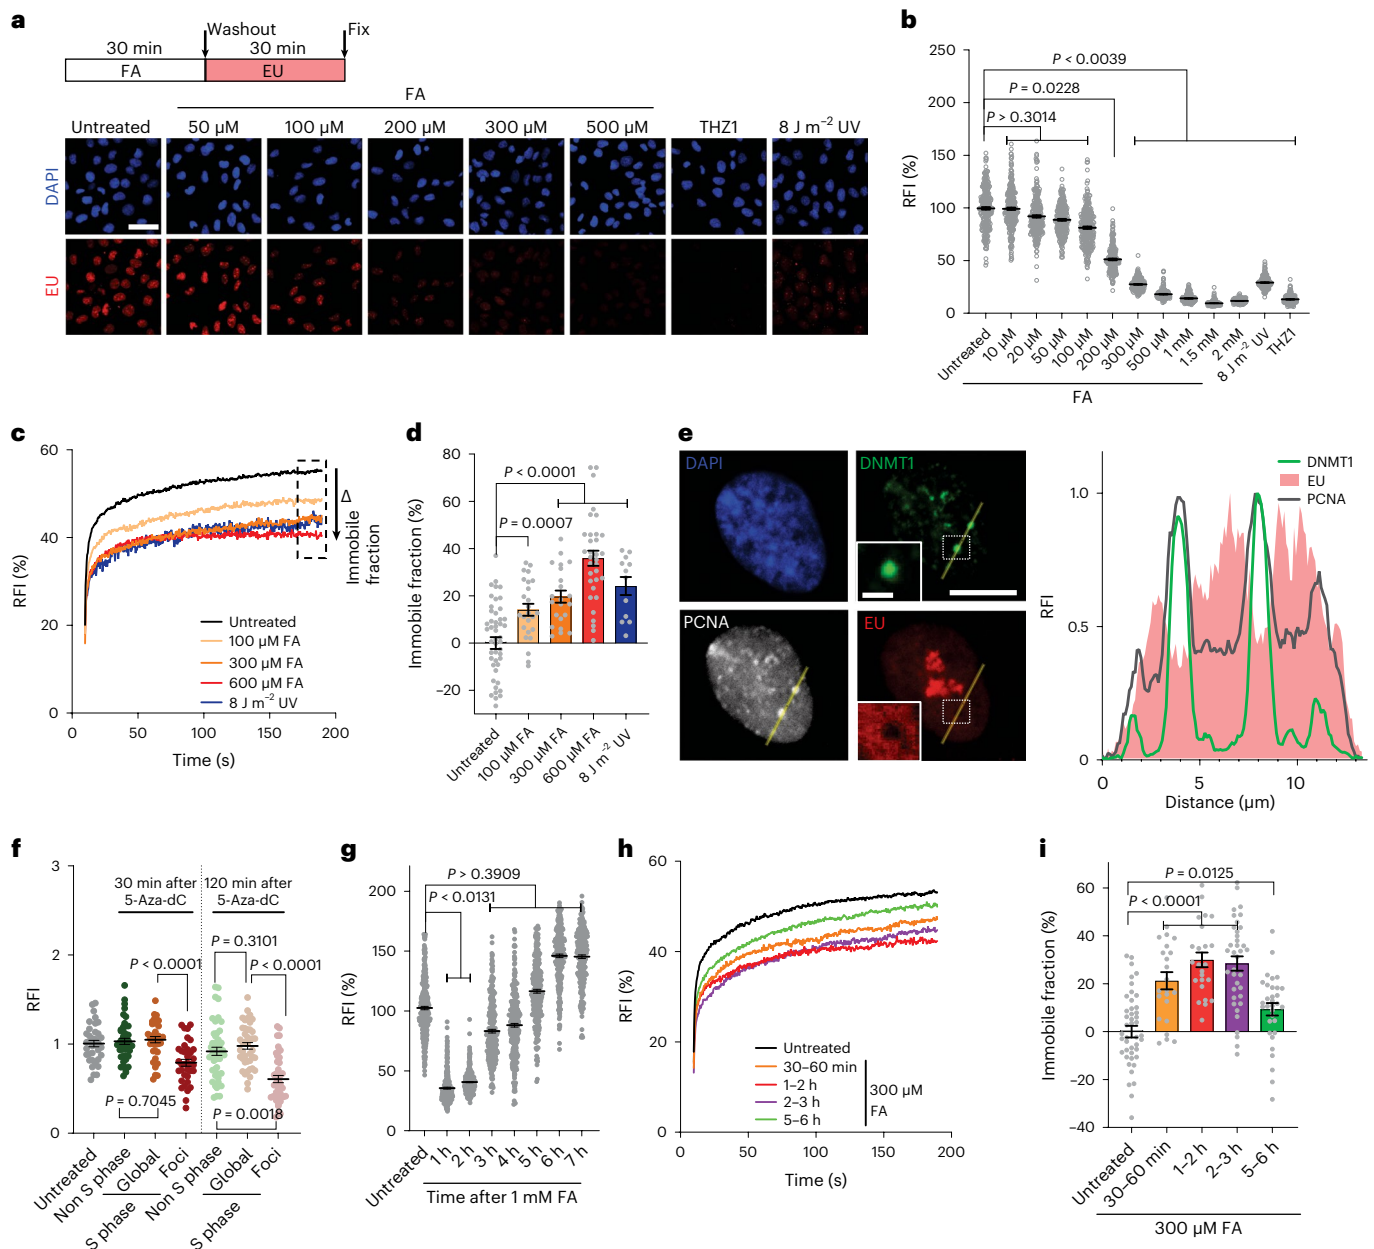 a
Washout
Fix
30 min
30 min
FA
EU
FA
Untreated
50 µM
100 µM
200 µM
300 µM
500 µM
THZ1
8 J m−2 UV
DAPI
EU
b
250
200
150
100
50
0
RFI (%)
P < 0.0039
P = 0.0228
P > 0.3014
Untreated
10 µM
20 µM
50 µM
100 µM
200 µM
300 µM
500 µM
1 mM
1.5 mM
2 mM
8 J m−2 UV
THZ1
FA
c
60
40
20
0
RFI (%)
Δ
Immobile
fraction
Untreated
100 µM FA
300 µM FA
600 µM FA
8 J m−2 UV
0
50
100
150
200
Time (s)
d
80
60
40
20
0
−20
Immobile fraction (%)
P < 0.0001
P = 0.0007
Untreated
100 µM FA
300 µM FA
600 µM FA
8 J m−2 UV
e
DAPI
DNMT1
PCNA
EU
DNMT1
EU
PCNA
1.0
0.5
0
RFI
0
5
10
Distance (µm)
f
3
2
1
0
RFI
30 min after
5-Aza-dC
120 min after
5-Aza-dC
P = 0.3101
P < 0.0001
P < 0.0001
P = 0.7045
P = 0.0018
Untreated
Non S phase
Global
Foci
Non S phase
Global
Foci
S phase
S phase
g
200
150
100
50
0
RFI (%)
P > 0.3909
P < 0.0131
Untreated
1 h
2 h
3 h
4 h
5 h
6 h
7 h
Time after 1 mM FA
h
60
40
20
0
RFI (%)
Untreated
30–60 min
1–2 h
2–3 h
5–6 h
300 µM
FA
0
50
100
150
200
Time (s)
i
60
40
20
0
−20
−40
Immobile fraction (%)
P = 0.0125
P < 0.0001
Untreated
30–60 min
1–2 h
2–3 h
5–6 h
300 µM FA